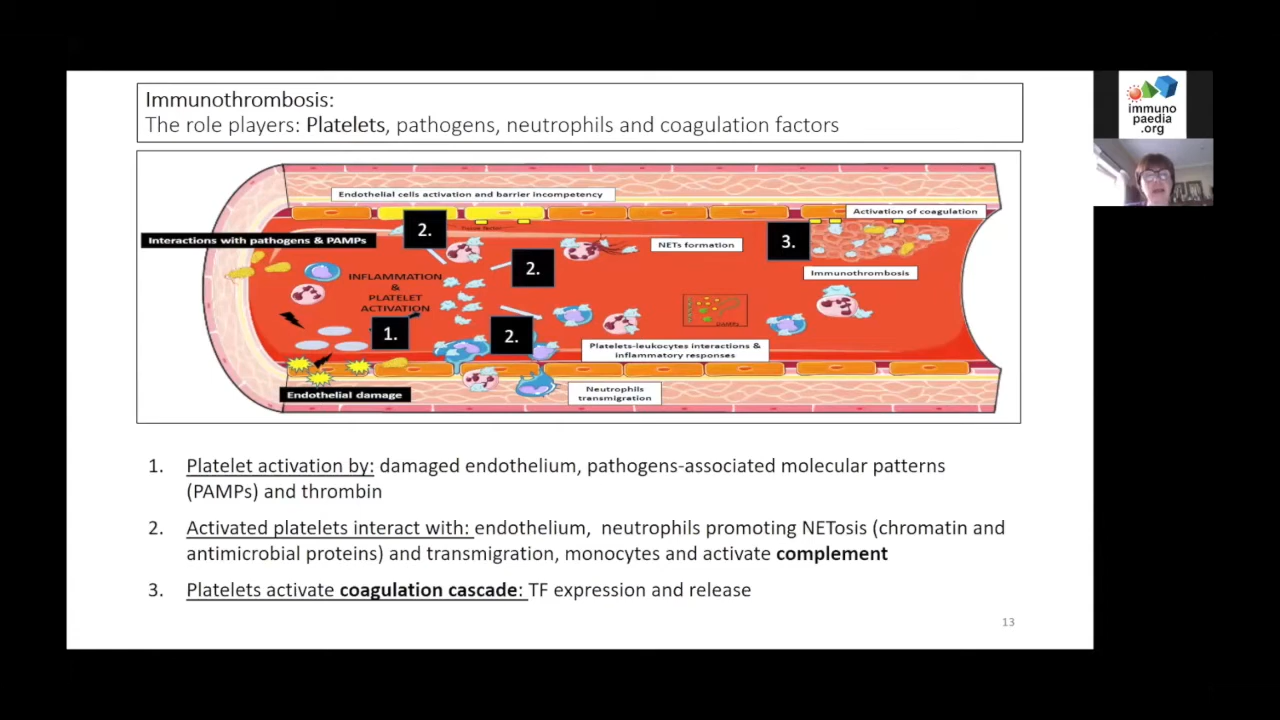 Immunothrombosis:
The role players: Platelets, pathogens, neutrophils and coagulation factors
immuno
paedia
.org
Endothelial cells activation and barrier incompetency
Activation of coagulation
2.
Interactions with pathogens & PAMPs
NETs formation
3.
2.
Immunothrombosis
INFLAMMATION
&
PLATELET
ACTIVATION
1.
2.
Platelets-leukocytes interactions &
inflammatory responses
Endothelial damage
Neutrophils
transmigration
1. Platelet activation by: damaged endothelium, pathogens-associated molecular patterns
(PAMPs) and thrombin
2. Activated platelets interact with: endothelium, neutrophils promoting NETosis (chromatin and
antimicrobial proteins) and transmigration, monocytes and activate complement
3. Platelets activate coagulation cascade: TF expression and release
13